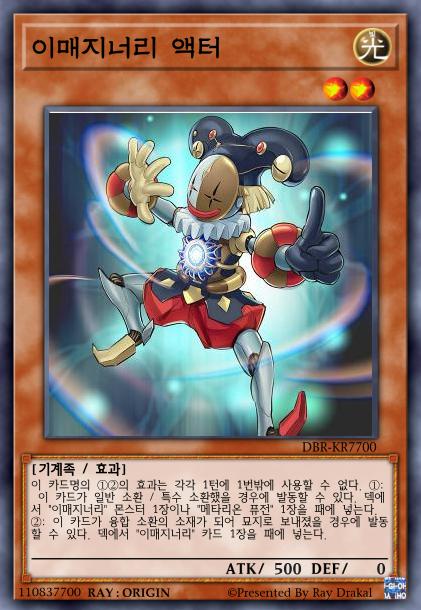 이매지너리 액터
光
DBR-KR7700
[기계족 / 효과]
이 카드명의 ①②의 효과는 각각 1턴에 1번밖에 사용할 수 없다. ①:
이 카드가 일반 소환 / 특수 소환했을 경우에 발동할 수 있다. 덱에
서 "이매지너리" 몬스터 1장이나 "메타리온 퓨전" 1장을 패에 넣는다.
②: 이 카드가 융합 소환의 소재가 되어 묘지로 보내졌을 경우에 발동
할 수 있다. 덱에서 "이매지너리" 카드 1장을 패에 넣는다.
ATK/ 500 DEF/ 0
110837700 RAY : ORIGIN ©Presented By Ray Drakal